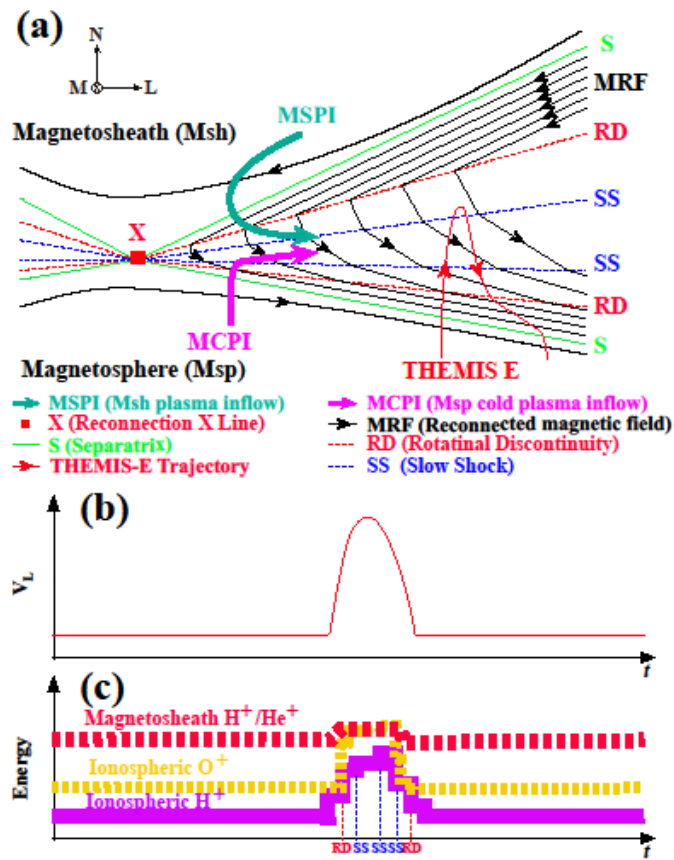 (a)
N
M L
Magnetosheath (Msh)
MSPI
S
MRF
RD
X
SS
SS
RD
S
MCPI
Magnetosphere (Msp)
THEMIS E
MSPI (Msh plasma inflow)
MCPI (Msp cold plasma inflow)
X (Reconnection X Line)
MRF (Reconnected magnetic field)
S (Separatrix)
RD (Rotatinal Discontinuity)
THEMIS-E Trajectory
SS (Slow Shock)
(b)
V_L
t
(c)
Magnetosheath H⁺/He⁺
Ionospheric O⁺
Ionospheric H⁺
Energy
RD SS SS SS RD
t